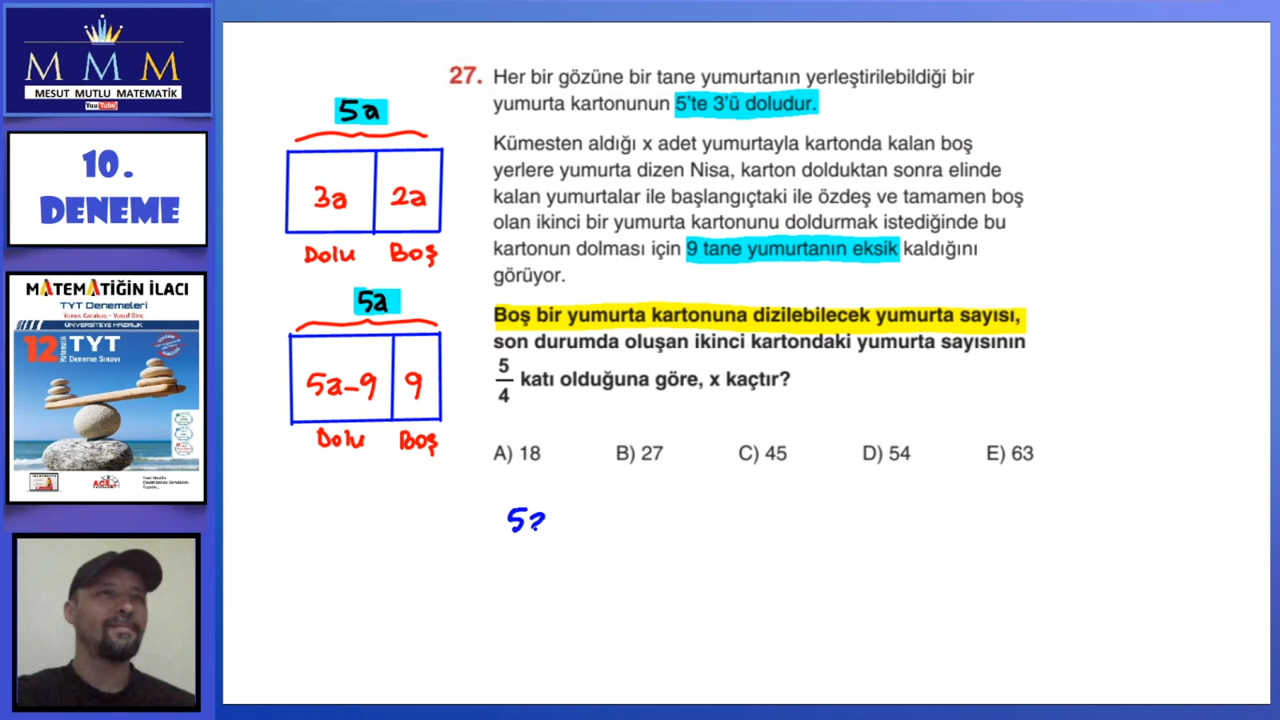 M M M
MESUT MUTLU MATEMATİK
YouTube
10.
DENEME
MATEMATİĞİN İLACI
TYT Denemeleri
ÜNİVERSİTEYE HAZIRLIK
12 Matematik TYT
Deneme Sınavı
5a
3a 2a
Dolu Boş
5a
5a-9 9
Dolu Boş
27. Her bir gözüne bir tane yumurtanın yerleştirilebildiği bir
yumurta kartonunun 5'te 3'ü doludur.
Kümesten aldığı x adet yumurtayla kartonda kalan boş
yerlere yumurta dizen Nisa, karton dolduktan sonra elinde
kalan yumurtalar ile başlangıçtaki ile özdeş ve tamamen boş
olan ikinci bir yumurta kartonunu doldurmak istediğinde bu
kartonun dolması için 9 tane yumurtanın eksik kaldığını
görüyor.
Boş bir yumurta kartonuna dizilebilecek yumurta sayısı,
son durumda oluşan ikinci kartondaki yumurta sayısının
5/4 katı olduğuna göre, x kaçtır?
A) 18 B) 27 C) 45 D) 54 E) 63
5